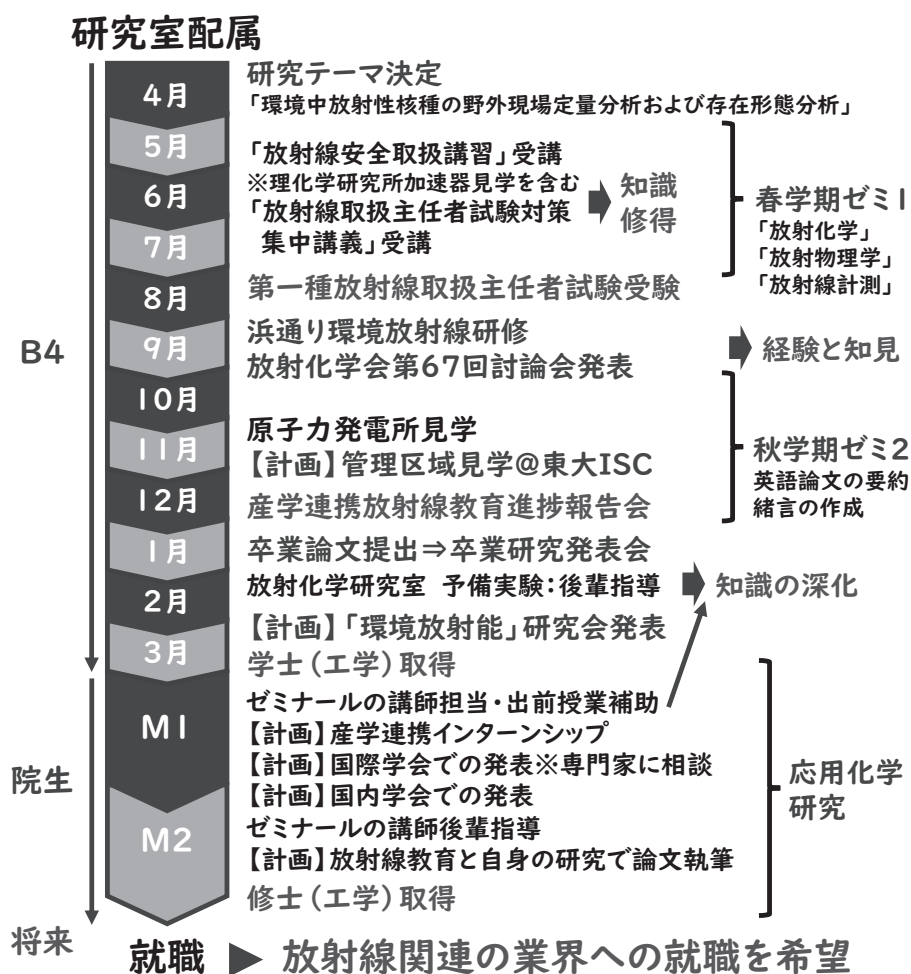 研究室配属
4月
研究テーマ決定
「環境中放射性核種の野外現場定量分析および存在形態分析」
5月
「放射線安全取扱講習」受講
※理化学研究所加速器見学を含む
6月
「放射線取扱主任者試験対策
集中講義」受講
7月
知識
修得
春学期ゼミ1
「放射化学」
「放射物理学」
「放射線計測」
8月
第一種放射線取扱主任者試験受験
B4
9月
浜通り環境放射線研修
放射化学会第67回討論会発表
経験と知見
10月
11月
原子力発電所見学
【計画】管理区域見学@東大ISC
秋学期ゼミ2
英語論文の要約
緒言の作成
12月
産学連携放射線教育進捗報告会
1月
卒業論文提出⇒卒業研究発表会
2月
放射化学研究室 予備実験:後輩指導
知識の深化
3月
【計画】「環境放射能」研究会発表
学士(工学)取得
院生
M1
ゼミナールの講師担当・出前授業補助
【計画】産学連携インターンシップ
【計画】国際学会での発表※専門家に相談
【計画】国内学会での発表
応用化学
研究
M2
ゼミナールの講師後輩指導
【計画】放射線教育と自身の研究で論文執筆
修士(工学)取得
将来
就職 ▶ 放射線関連の業界への就職を希望